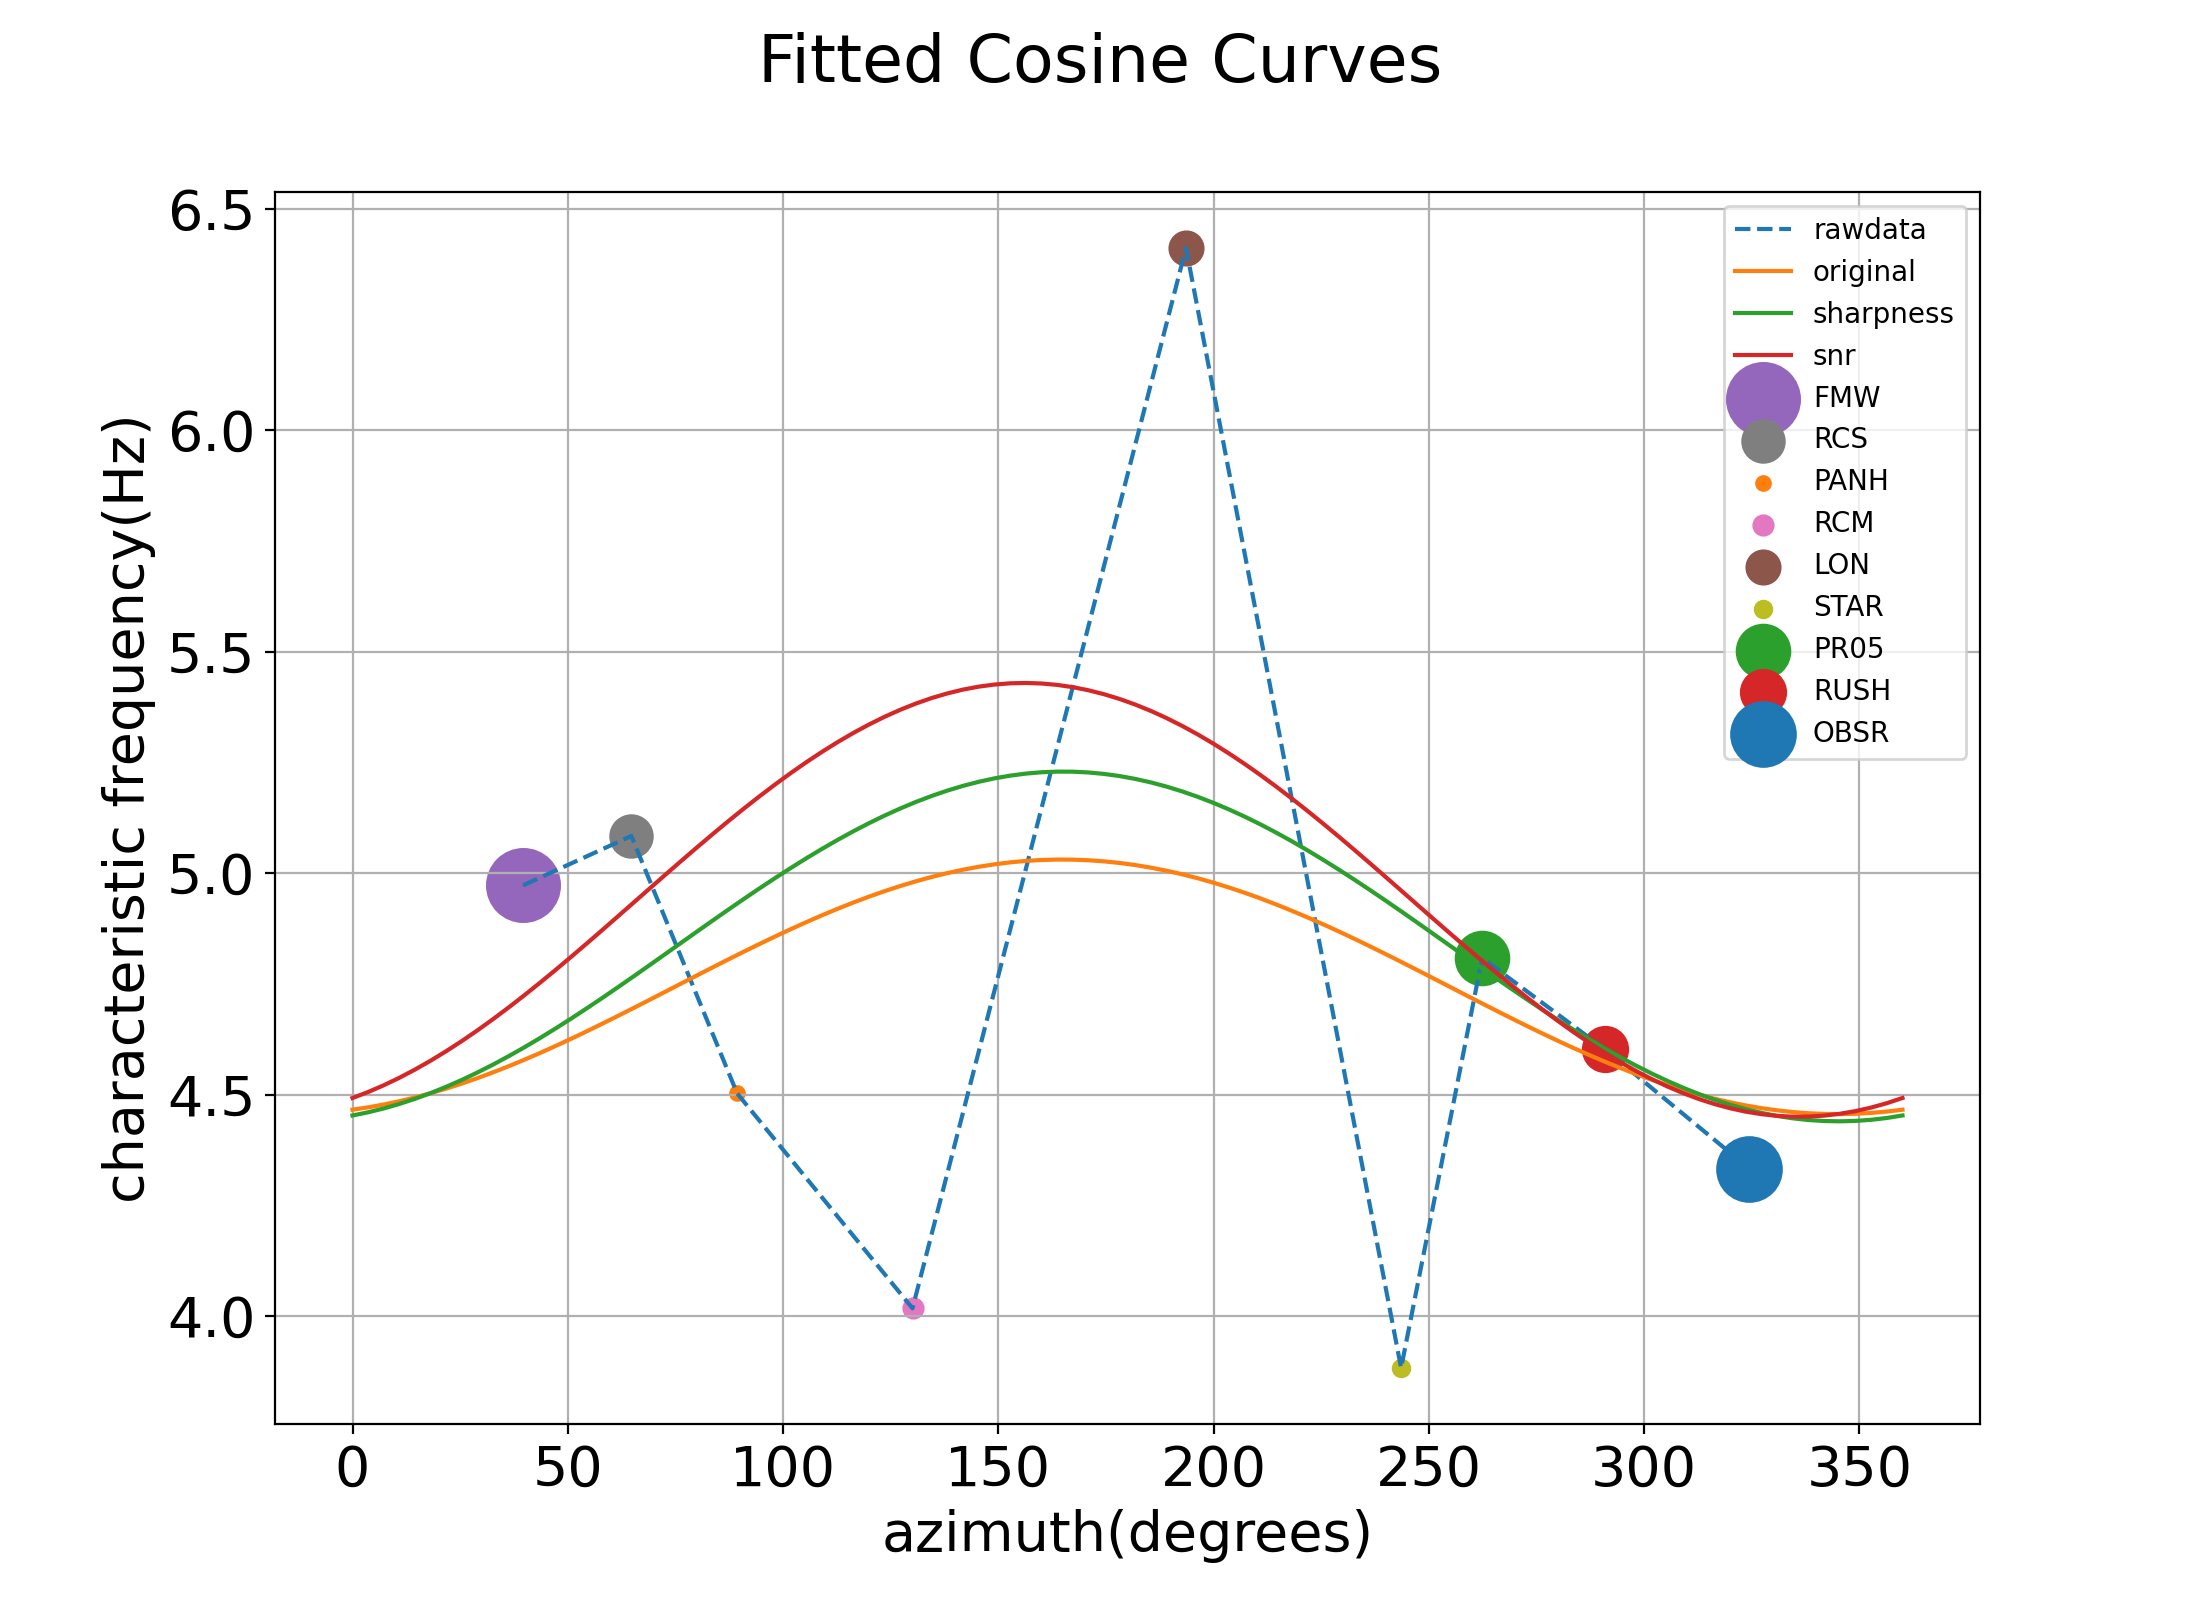 Fitted Cosine Curves
characteristic frequency(Hz)
6.5
6.0
5.5
5.0
4.5
4.0
rawdata
original
sharpness
snr
FMW
RCS
PANH
RCM
LON
STAR
PR05
RUSH
OBSR
0 50 100 150 200 250 300 350
azimuth(degrees)